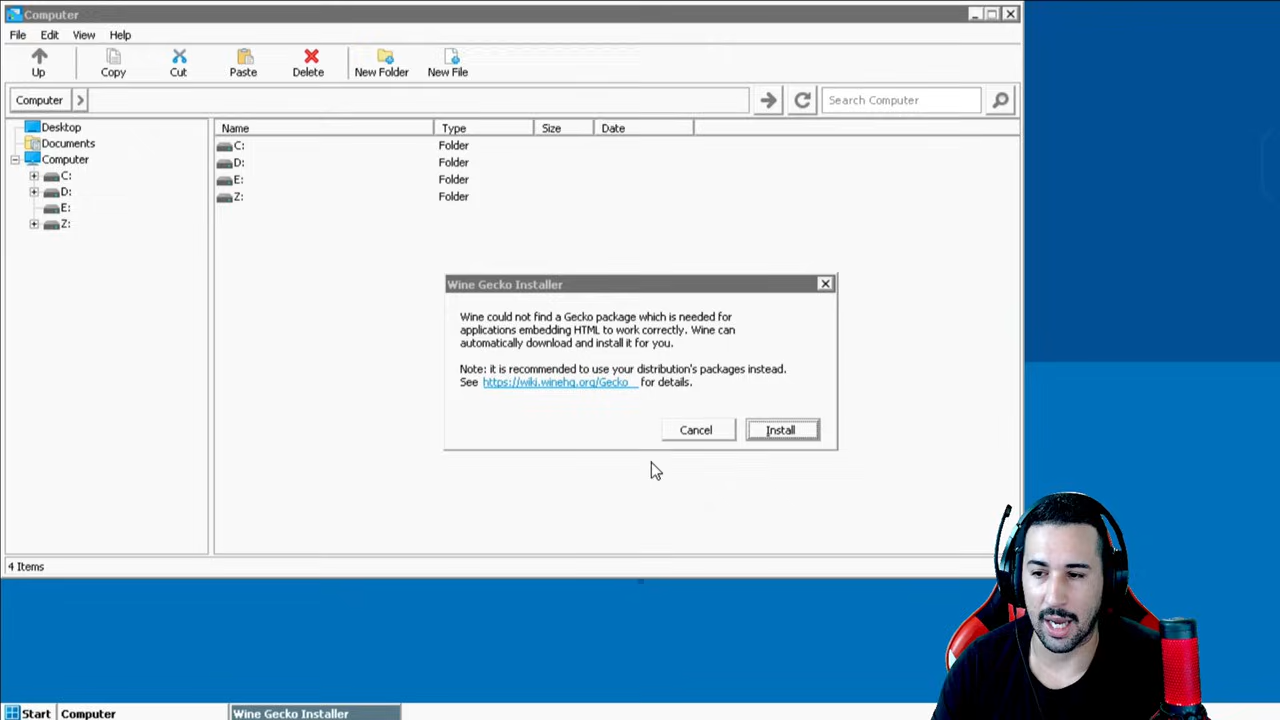 Computer
File Edit View Help
Up Copy Cut Paste Delete New Folder New File
Computer Search Computer
Desktop
Documents
Computer
C:
D:
E:
Z:
Name Type Size Date
C: Folder
D: Folder
E: Folder
Z: Folder
Wine Gecko Installer
Wine could not find a Gecko package which is needed for
applications embedding HTML to work correctly. Wine can
automatically download and install it for you.
Note: it is recommended to use your distribution's packages instead.
See https://wiki.winehq.org/Gecko for details.
Cancel Install
4 Items
Start Computer Wine Gecko Installer